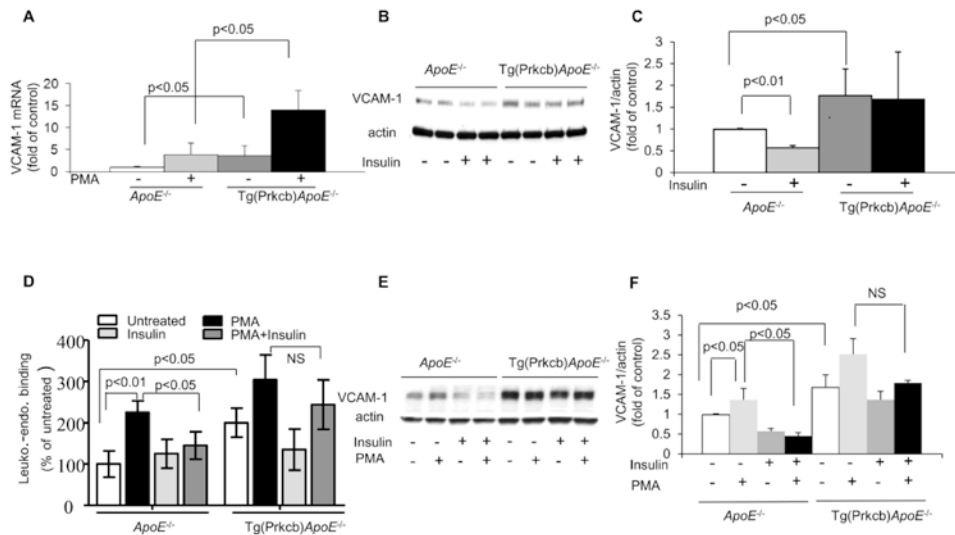 A
p<0.05
p<0.05
VCAM-1 mRNA
(fold of control)
20
15
10
5
0
PMA - + - +
ApoE-/- Tg(Prkcb)ApoE-/-
B
ApoE-/- Tg(Prkcb)ApoE-/-
VCAM-1
actin
Insulin - - + + - - + +
C
p<0.05
p<0.01
VCAM-1/actin
(fold of control)
3
2.5
2
1.5
1
0.5
0
Insulin - + - +
ApoE-/- Tg(Prkcb)ApoE-/-
D
Untreated PMA
Insulin PMA+Insulin
p<0.05
p<0.01
p<0.05
NS
Leuko.-endo. binding
(% of untreated )
400
300
200
100
0
ApoE-/- Tg(Prkcb)ApoE-/-
E
ApoE-/- Tg(Prkcb)ApoE-/-
VCAM-1
actin
Insulin - - + + - - + +
PMA - + - + - + - +
F
p<0.05
p<0.05
p<0.05
NS
VCAM-1/actin
(fold of control)
3
2.5
2
1.5
1
0.5
0
Insulin - - + + - - + +
PMA - + - + - + - +
ApoE-/- Tg(Prkcb)ApoE-/-